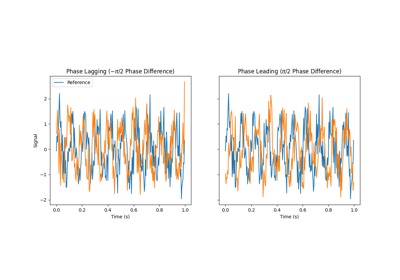 Phase Lagging (−π/2 Phase Difference)
Phase Leading (π/2 Phase Difference)
Reference
Signal
2
1
0
−1
−2
0.0 0.2 0.4 0.6 0.8 1.0
0.0 0.2 0.4 0.6 0.8 1.0
Time (s)
Time (s)